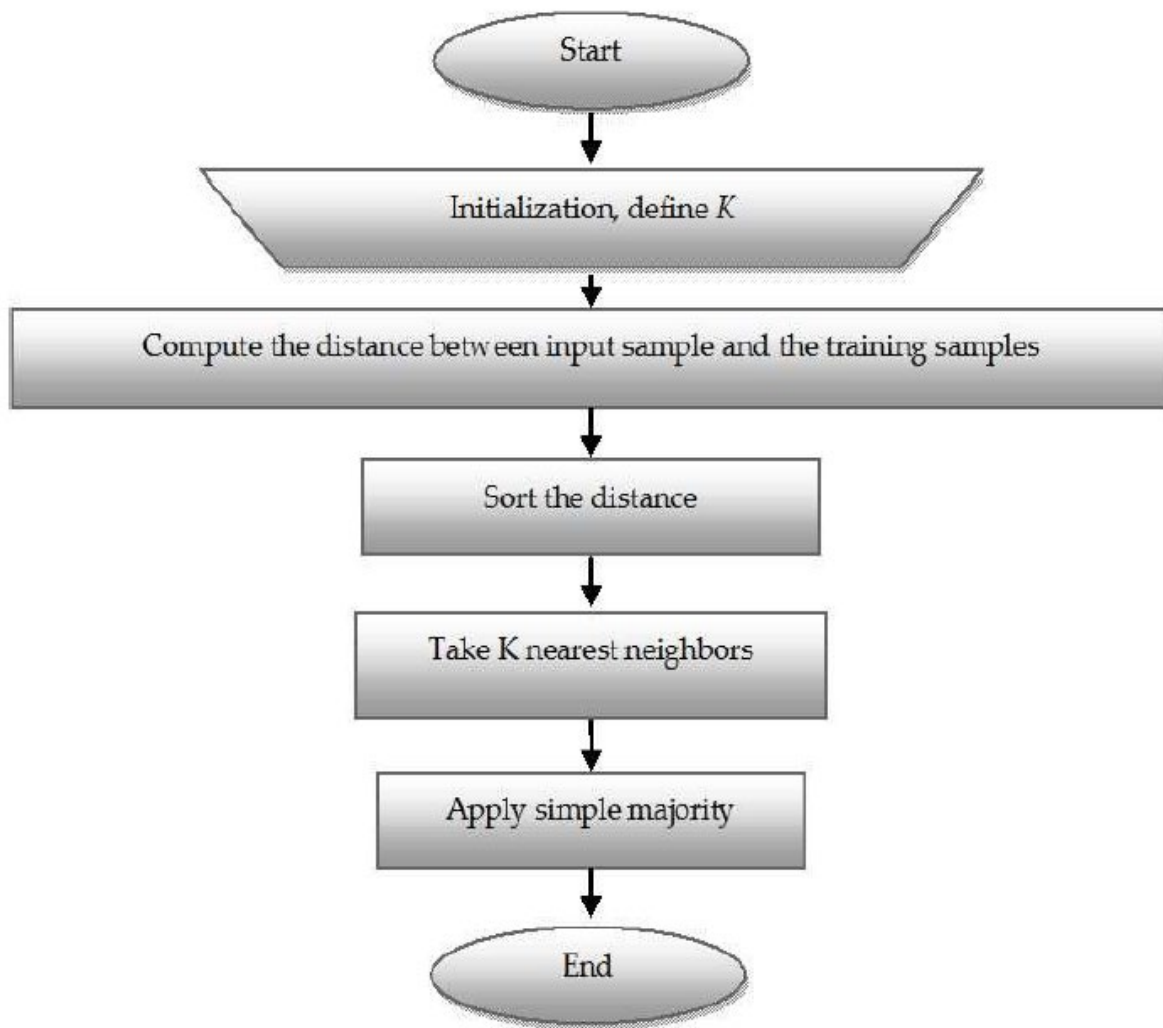 Start
Initialization, define K
Compute the distance between input sample and the training samples
Sort the distance
Take K nearest neighbors
Apply simple majority
End